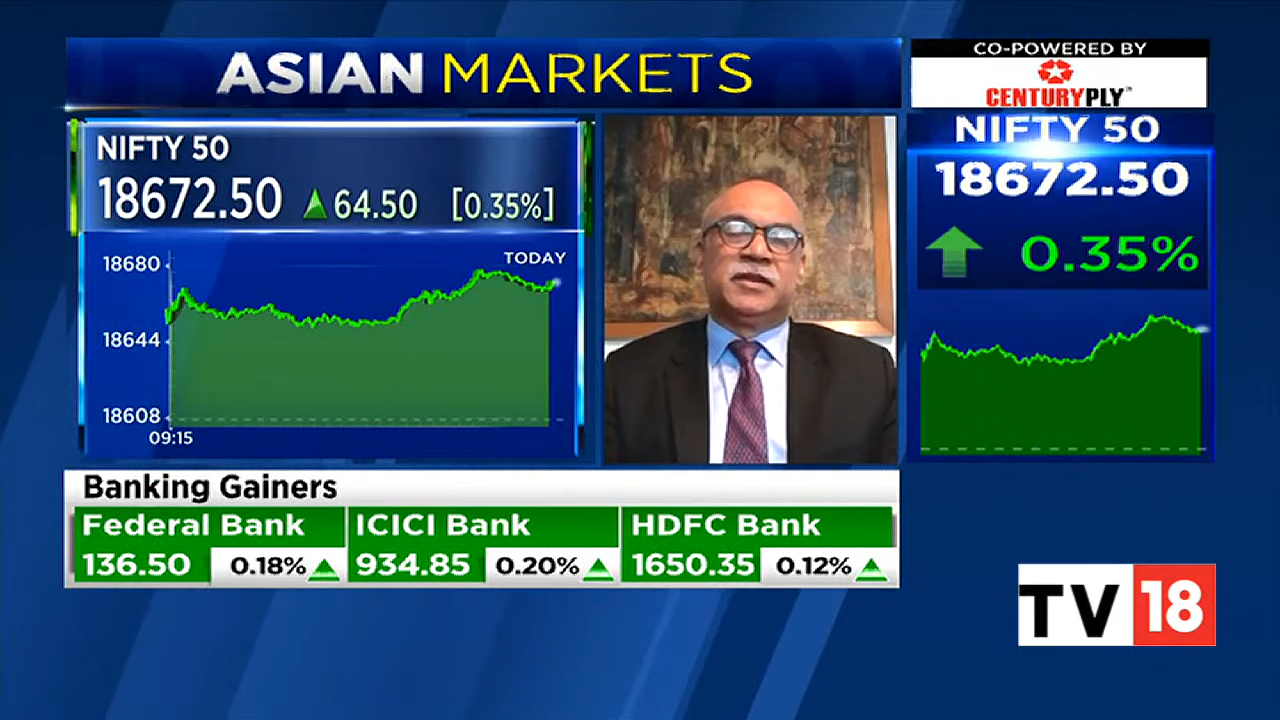 ASIAN MARKETS
CO-POWERED BY
CENTURYPLY
NIFTY 50
18672.50 ▲ 64.50 [0.35%]
TODAY
18680
18644
18608
09:15
NIFTY 50
18672.50
0.35%
Banking Gainers
Federal Bank
136.50 0.18%
ICICI Bank
934.85 0.20%
HDFC Bank
1650.35 0.12%
TV18